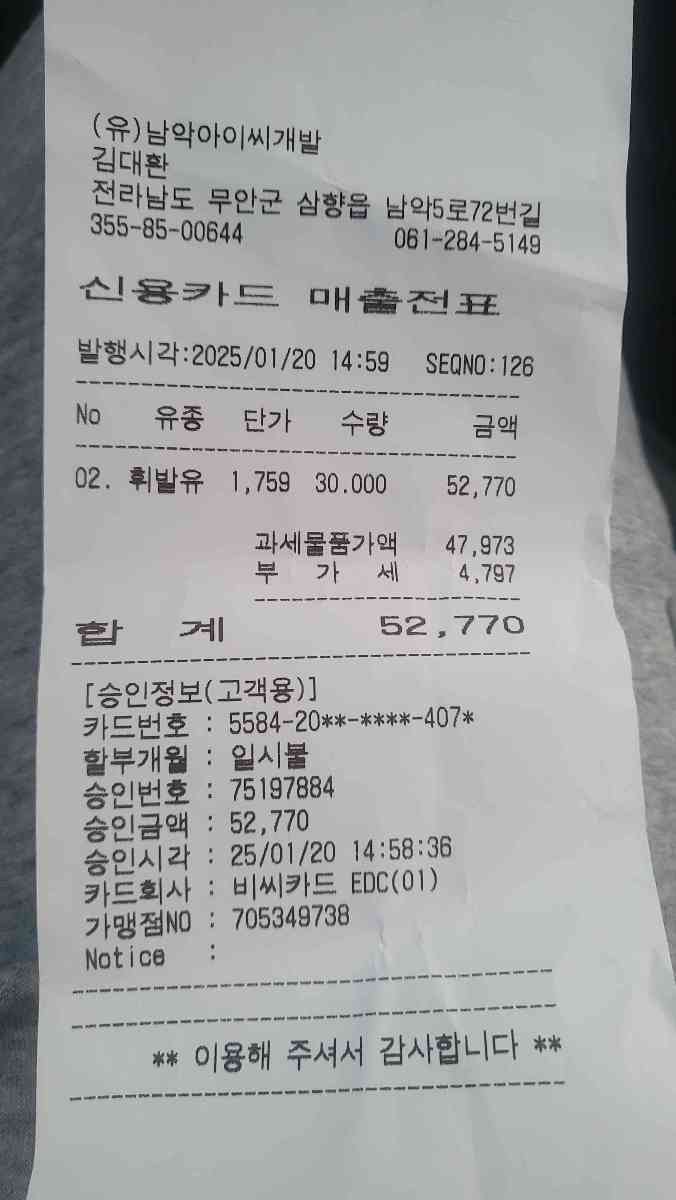 (유)남악아이씨개발
김대환
전라남도 무안군 삼향읍 남악5로72번길
355-85-00644 061-284-5149
신용카드 매출전표
발행시각:2025/01/20 14:59 SEQNO:126
No 유종 단가 수량 금액
02. 휘발유 1,759 30.000 52,770
과세물품가액 47,973
부 가 세 4,797
합 계 52,770
[승인정보(고객용)]
카드번호 : 5584-20**-****-407*
할부개월 : 일시불
승인번호 : 75197884
승인금액 : 52,770
승인시각 : 25/01/20 14:58:36
카드회사 : 비씨카드 EDC(01)
가맹점NO : 705349738
Notice :
** 이용해 주셔서 감사합니다 **